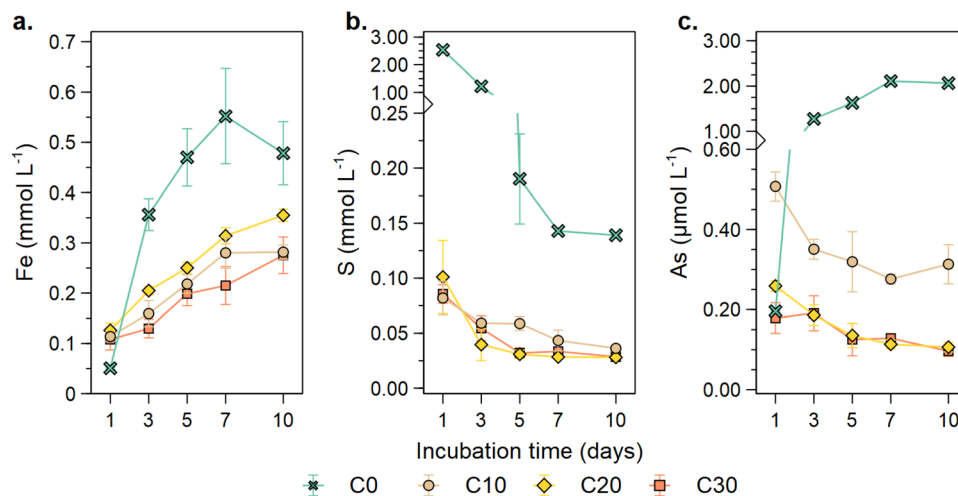 a.
Fe (mmol L⁻¹)
0.7
0.6
0.5
0.4
0.3
0.2
0.1
0
1 3 5 7 10
b.
S (mmol L⁻¹)
3.00
2.00
1.00
0.25
0.20
0.15
0.10
0.05
0.00
1 3 5 7 10
c.
As (μmol L⁻¹)
3.00
2.00
1.00
0.60
0.40
0.20
0.00
1 3 5 7 10
Incubation time (days)
C0 C10 C20 C30